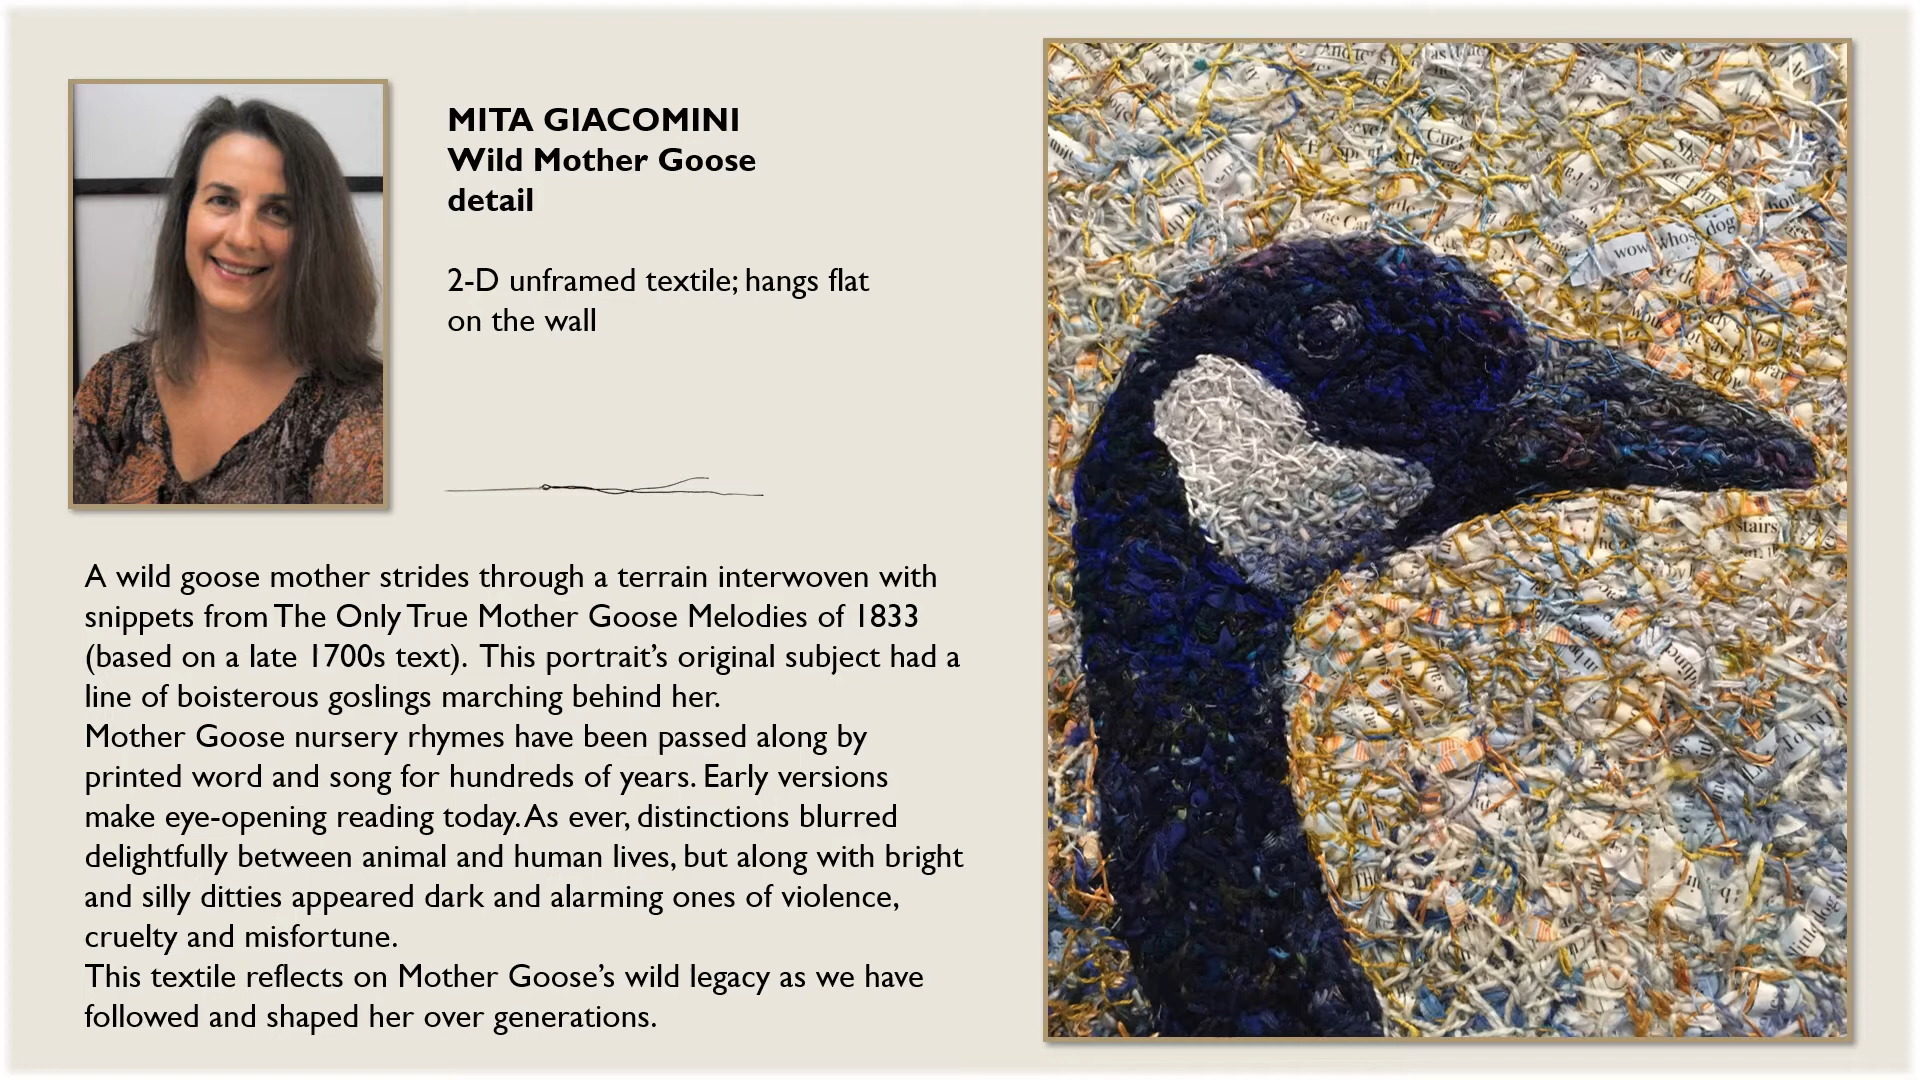 MITA GIACOMINI
Wild Mother Goose
detail
2-D unframed textile; hangs flat
on the wall
A wild goose mother strides through a terrain interwoven with
snippets from The Only True Mother Goose Melodies of 1833
(based on a late 1700s text).  This portrait’s original subject had a
line of boisterous goslings marching behind her.
Mother Goose nursery rhymes have been passed along by
printed word and song for hundreds of years. Early versions
make eye-opening reading today. As ever, distinctions blurred
delightfully between animal and human lives, but along with bright
and silly ditties appeared dark and alarming ones of violence,
cruelty and misfortune.
This textile reflects on Mother Goose’s wild legacy as we have
followed and shaped her over generations.
wow, whose dog
stairs